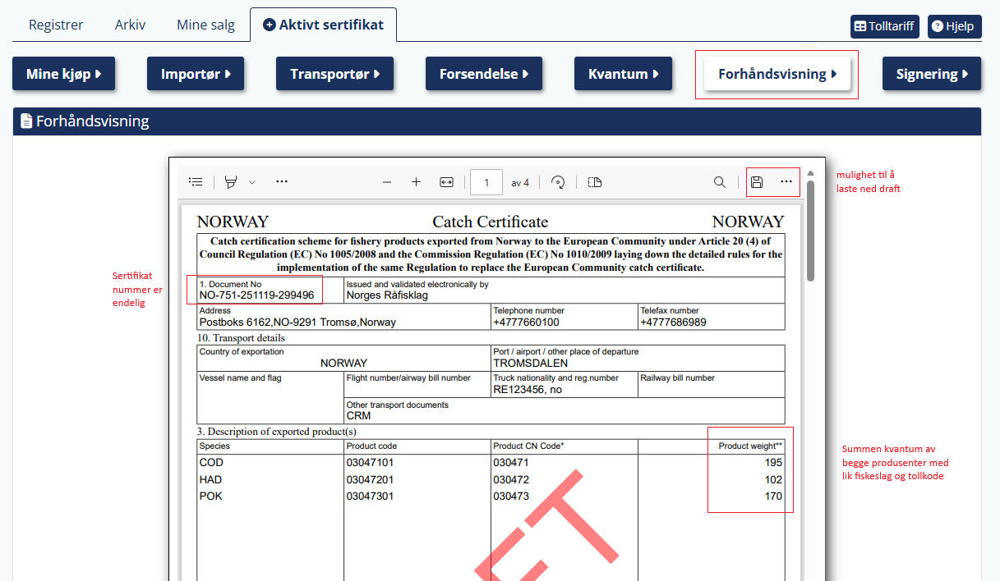 Registrer Arkiv Mine salg Aktivt sertifikat Tolltariff Hjelp
Mine kjøp Importør Transportør Forsendelse Kvantum Forhåndsvisning Signering
Forhåndsvisning
1 av 4
mulighet til å
laste ned draft
NORWAY Catch Certificate NORWAY
Catch certification scheme for fishery products exported from Norway to the European Community under Article 20 (4) of
Council Regulation (EC) No 1005/2008 and the Commission Regulation (EC) No 1010/2009 laying down the detailed rules for the
implementation of the same Regulation to replace the European Community catch certificate.
Sertifikat
nummer er
endelig
1. Document No Issued and validated electronically by
NO-751-251119-299496 Norges Råfisklag
Address Telephone number Telefax number
Postboks 6162,NO-9291 Tromsø,Norway +4777660100 +4777686989
10. Transport details
Country of exportation Port / airport / other place of departure
NORWAY TROMSDALEN
Vessel name and flag Flight number/airway bill number Truck nationality and reg.number Railway bill number
RE123456, no
Other transport documents
CRM
3. Description of exported product(s)
Species Product code Product CN Code* Product weight**
COD 03047101 030471 195
HAD 03047201 030472 102
POK 03047301 030473 170
Summen kvantum av
begge produsenter med
lik fiskeslag og tollkode
ET